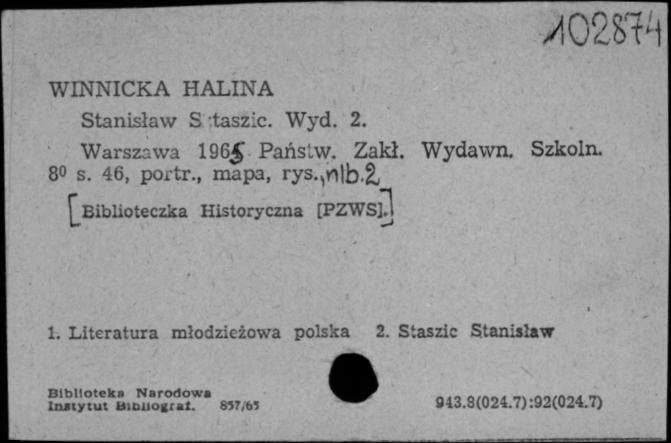 102874
WINNICKA HALINA
Stanisław Staszic. Wyd. 2.
Warszawa 1965 Państw. Zakł. Wydawn. Szkoln.
8º s. 46, portr., mapa, rys., nlb. 2
[Biblioteczka Historyczna [PZWS].]
1. Literatura młodzieżowa polska 2. Staszic Stanisław
Biblioteka Narodowa
Instytut Bibliograf. 857/65 943.8(024.7):92(024.7)